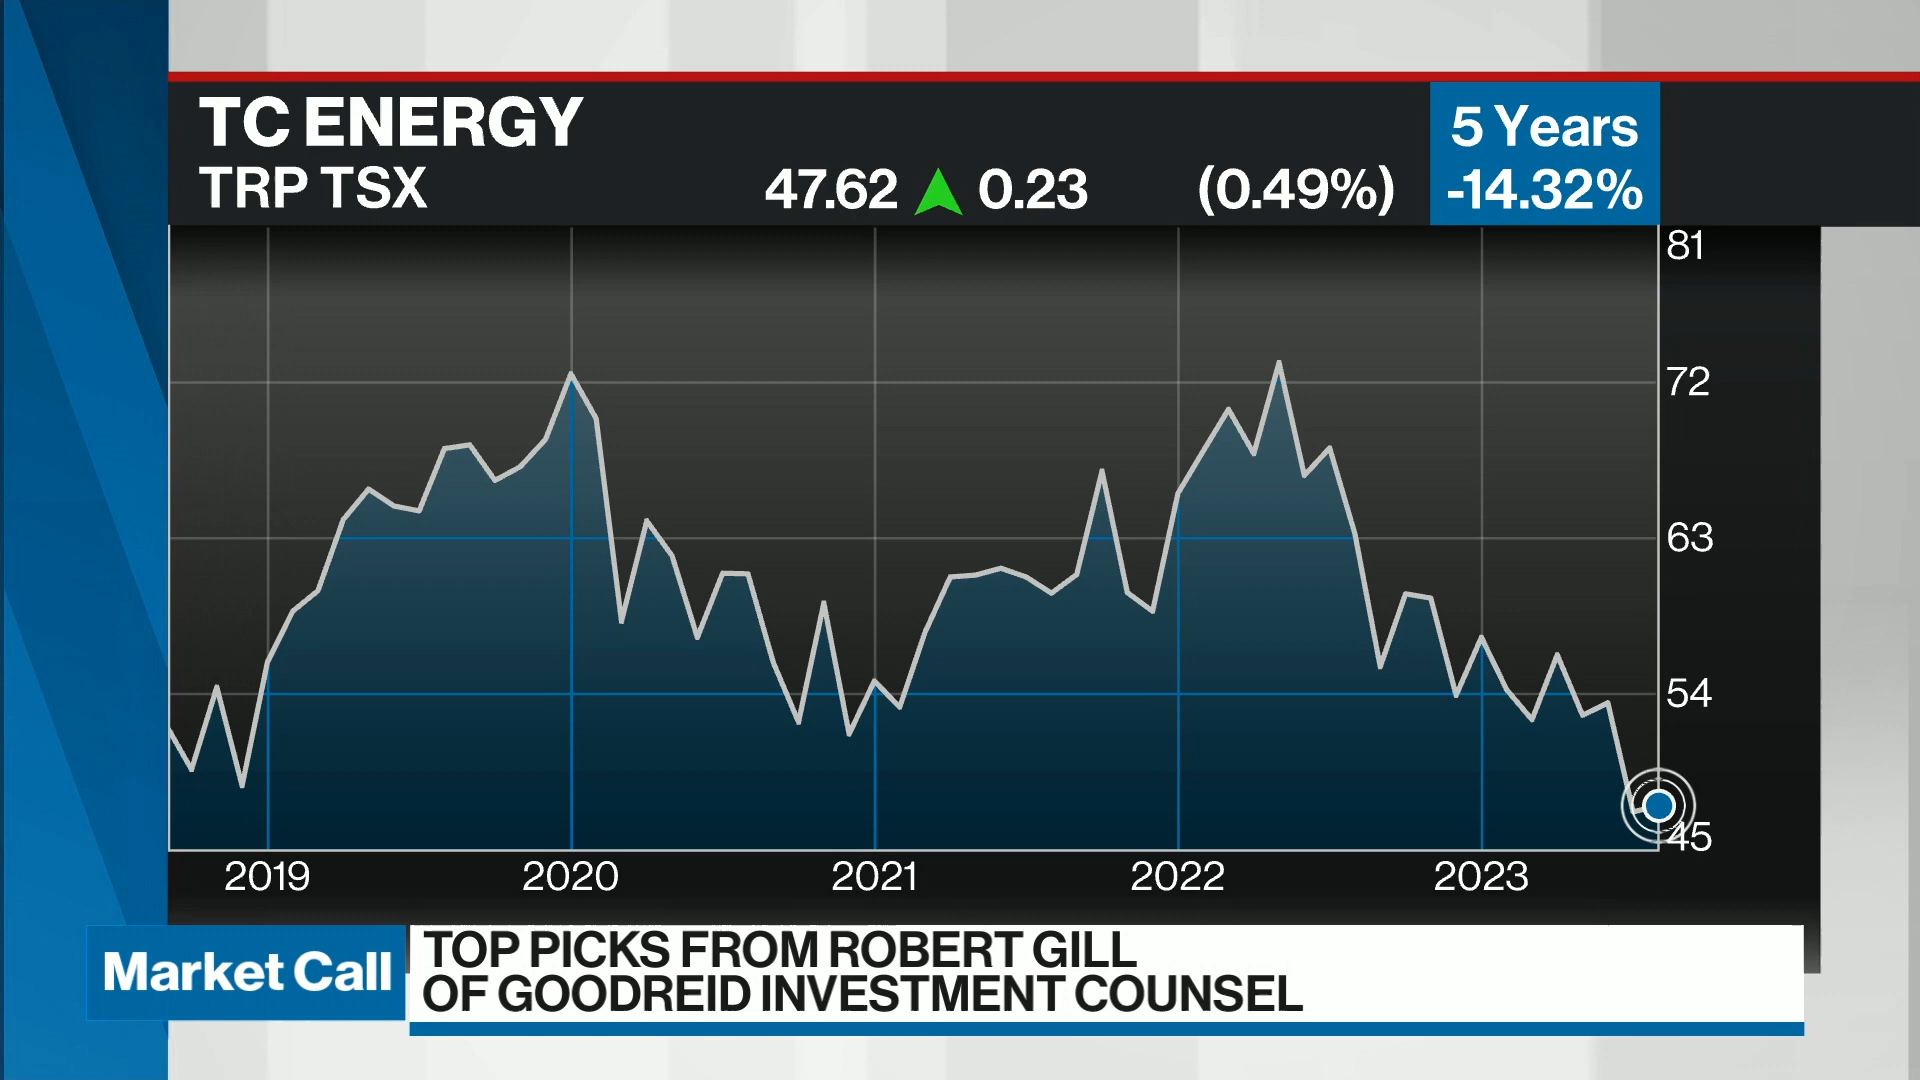 TC ENERGY
TRP TSX
47.62 0.23 (0.49%)
5 Years
-14.32%
81
72
63
54
45
2019 2020 2021 2022 2023
Market Call
TOP PICKS FROM ROBERT GILL
OF GOODREID INVESTMENT COUNSEL